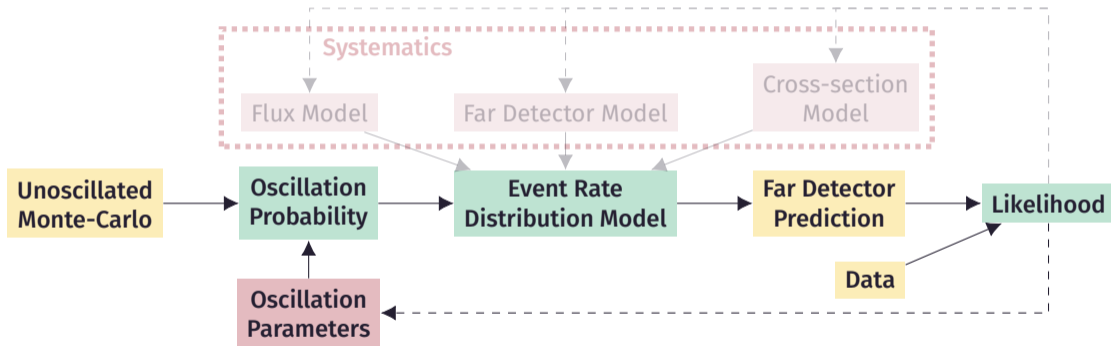 Systematics
Flux Model
Far Detector Model
Cross-section
Model
Unoscillated
Monte-Carlo
Oscillation
Probability
Event Rate
Distribution Model
Far Detector
Prediction
Likelihood
Data
Oscillation
Parameters